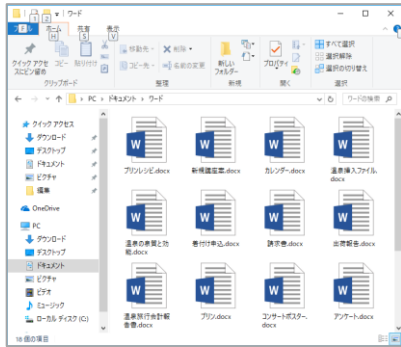 ワード
ファイル ホーム 共有 表示
F H S V
1 2
クイック アクセス
にピン留め
コピー 貼り付け
移動先 削除
コピー先 名前の変更
新しい
フォルダー
プロパティ
すべて選択
選択解除
選択の切り替え
クリップボード 整理 新規 開く 選択
PC › ドキュメント › ワード
ワードの検索
クイック アクセス
ダウンロード
デスクトップ
ドキュメント
ピクチャ
編集
OneDrive
PC
ダウンロード
デスクトップ
ドキュメント
ピクチャ
ビデオ
ミュージック
ローカル ディスク (C:)
プリンレシピ.docx
新規講座案.docx
カレンダー.docx
温泉挿入ファイル.
docx
温泉の泉質と効
能.docx
着付け申込.docx
請求書.docx
出荷報告.docx
温泉旅行会計報
告書.docx
プリン.docx
コンサートポスター.
docx
アンケート.docx
16 個の項目